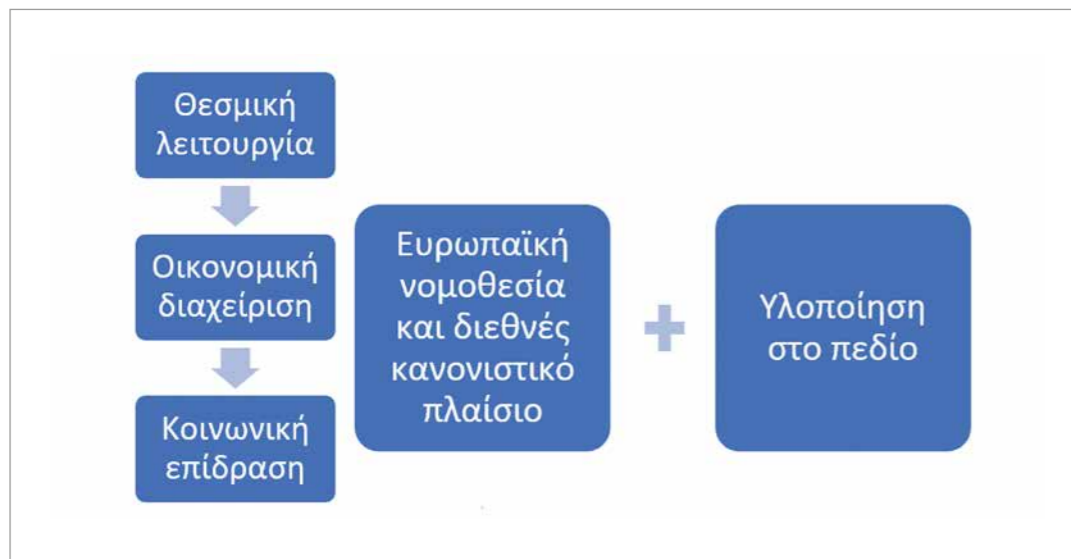 Θεσμική
λειτουργία
Οικονομική
διαχείριση
Κοινωνική
επίδραση
Ευρωπαϊκή
νομοθεσία
και διεθνές
κανονιστικό
πλαίσιο
Υλοποίηση
στο πεδίο